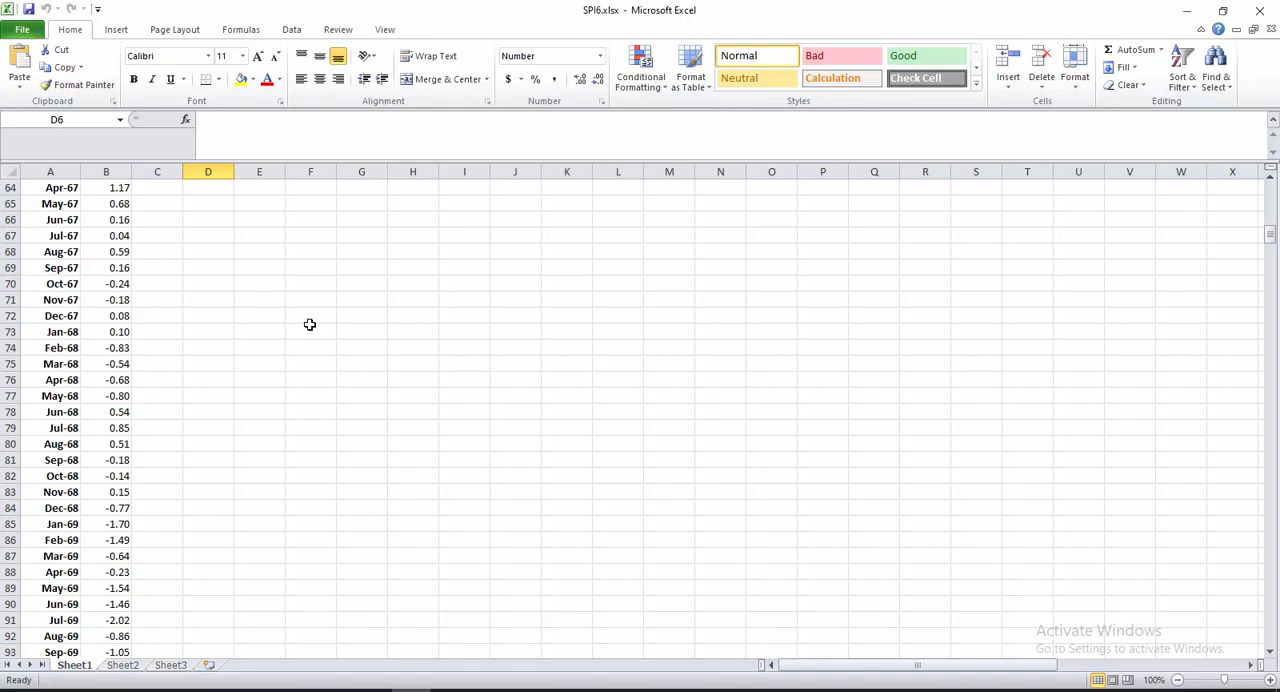 SPI6.xlsx - Microsoft Excel
File Home Insert Page Layout Formulas Data Review View
Paste Cut Copy Format Painter Clipboard
Calibri 11 A A B I U A Font
Wrap Text Merge & Center Alignment
Number $ % , .0 .00 .00 .0 Number
Conditional Formatting Format as Table Normal Bad Good Neutral Calculation Check Cell Styles
Insert Delete Format Cells
Σ AutoSum Fill Clear Sort & Filter Find & Select Editing
D6 fx
A B C D E F G H I J K L M N O P Q R S T U V W X
64 Apr-67 1.17
65 May-67 0.68
66 Jun-67 0.16
67 Jul-67 0.04
68 Aug-67 0.59
69 Sep-67 0.16
70 Oct-67 -0.24
71 Nov-67 -0.18
72 Dec-67 0.08
73 Jan-68 0.10
74 Feb-68 -0.83
75 Mar-68 -0.54
76 Apr-68 -0.68
77 May-68 -0.80
78 Jun-68 0.54
79 Jul-68 0.85
80 Aug-68 0.51
81 Sep-68 -0.18
82 Oct-68 -0.14
83 Nov-68 0.15
84 Dec-68 -0.77
85 Jan-69 -1.70
86 Feb-69 -1.49
87 Mar-69 -0.64
88 Apr-69 -0.23
89 May-69 -1.54
90 Jun-69 -1.46
91 Jul-69 -2.02
92 Aug-69 -0.86
93 Sep-69 -1.05
Activate Windows
Go to Settings to activate Windows.
Sheet1 Sheet2 Sheet3
Ready 100%